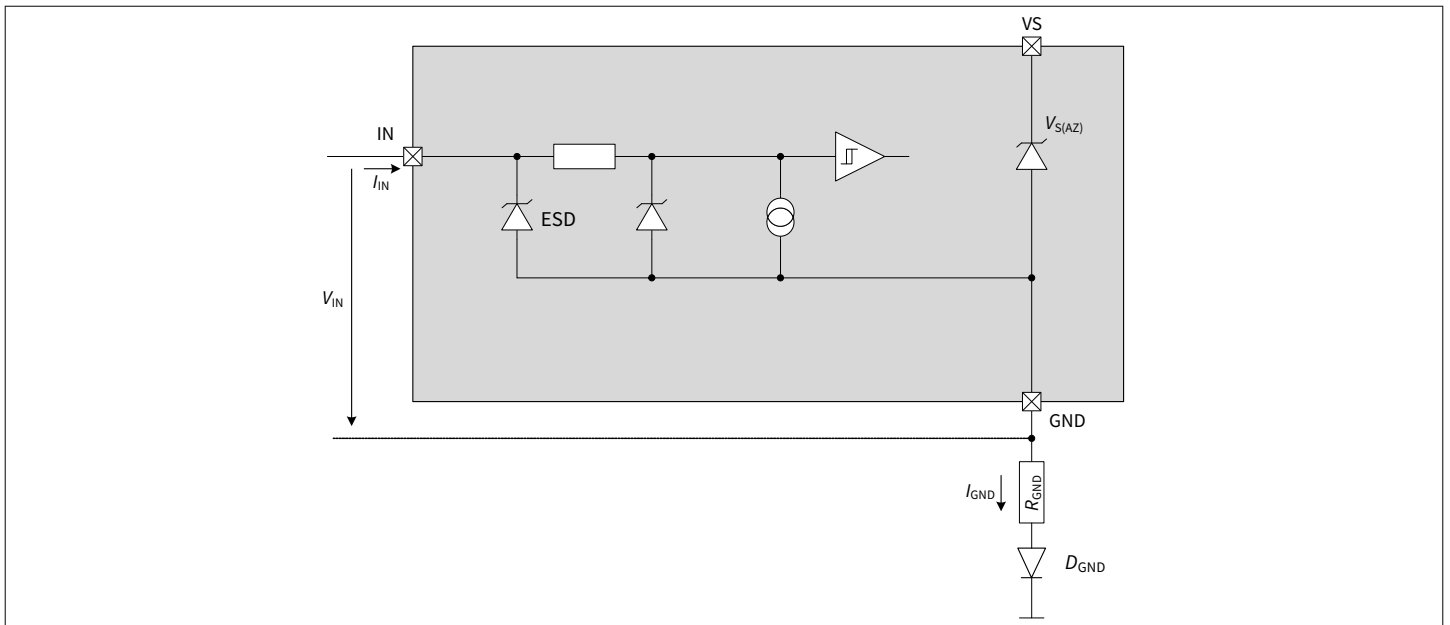 VS
V_S(AZ)
IN
I_IN
ESD
V_IN
GND
I_GND
R_GND
D_GND